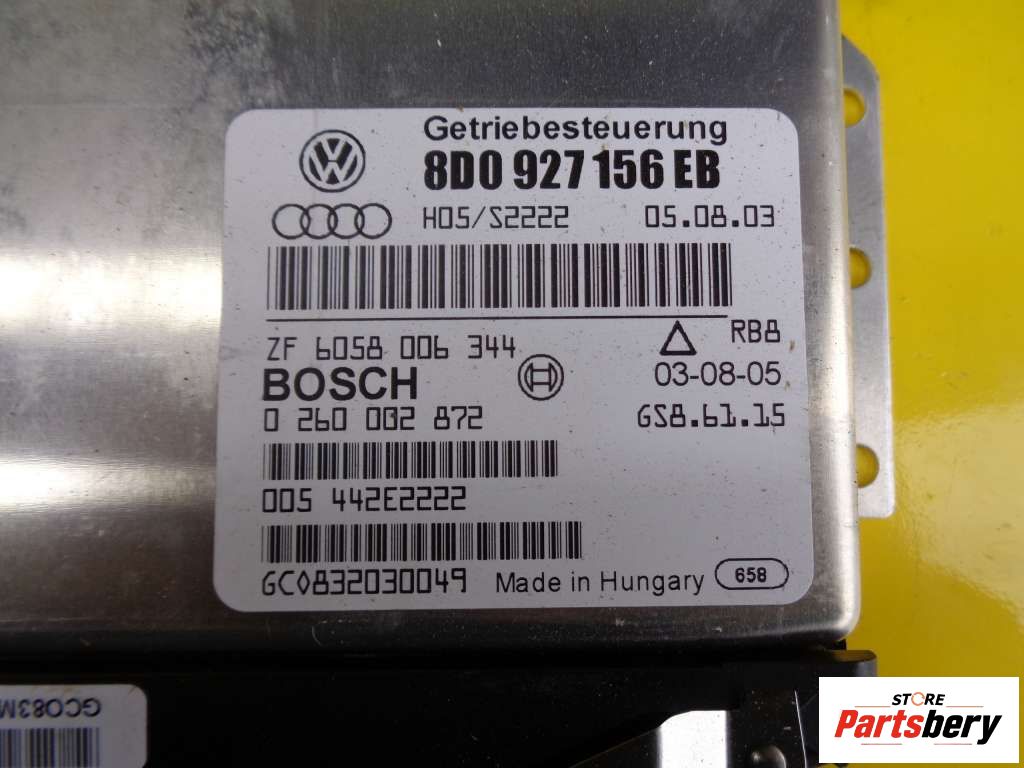 Getriebesteuerung
8D0 927 156 EB
H05/S2222 05.08.03
ZF 6058 006 344 RB8
BOSCH 03-08-05
0 260 002 872 GS8.61.15
005 442E2222
GC0832030049 Made in Hungary 658
GC083M
STORE
Partsbery